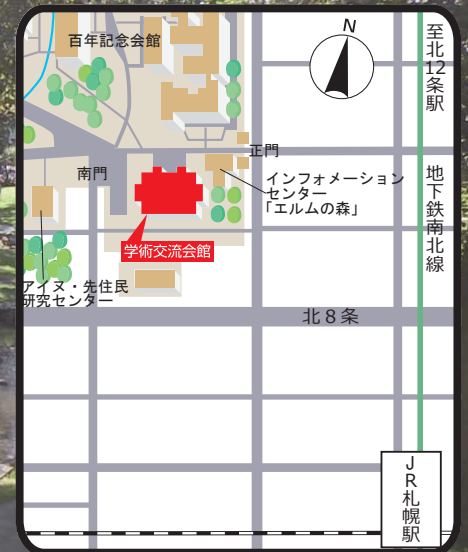 N
百年記念会館
至北12条駅
正門
南門
インフォメーション
センター
「エルムの森」
地下鉄南北線
学術交流会館
アイヌ・先住民
研究センター
北8条
JR札幌駅